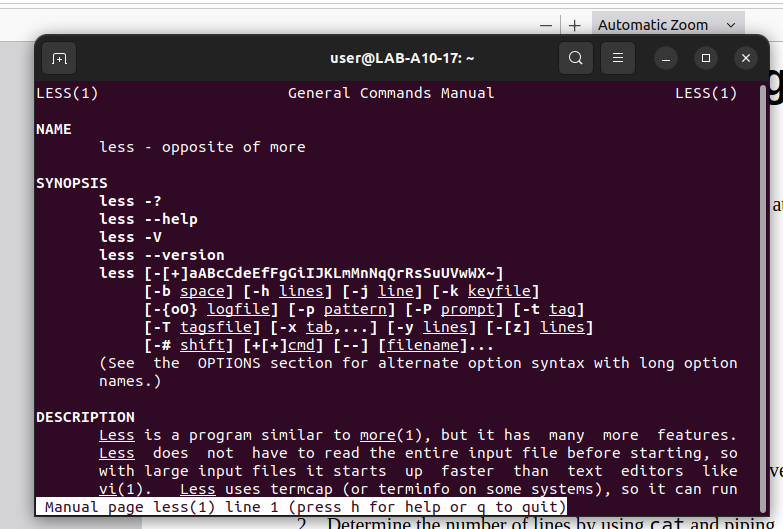 Automatic Zoom
user@LAB-A10-17: ~
LESS(1) General Commands Manual LESS(1)
NAME
less - opposite of more
SYNOPSIS
less -?
less --help
less -V
less --version
less [-[+]aABcCdeEfFgGiIJKLmMnNqQrRsSuUVwWX~]
[-b space] [-h lines] [-j line] [-k keyfile]
[-{oO} logfile] [-p pattern] [-P prompt] [-t tag]
[-T tagsfile] [-x tab,...] [-y lines] [-[z] lines]
[-# shift] [+[+]cmd] [--] [filename]...
(See the OPTIONS section for alternate option syntax with long option
names.)
DESCRIPTION
Less is a program similar to more(1), but it has many more features.
Less does not have to read the entire input file before starting, so
with large input files it starts up faster than text editors like
vi(1). Less uses termcap (or terminfo on some systems), so it can run
Manual page less(1) line 1 (press h for help or q to quit)
2. Determine the number of lines by using cat and piping